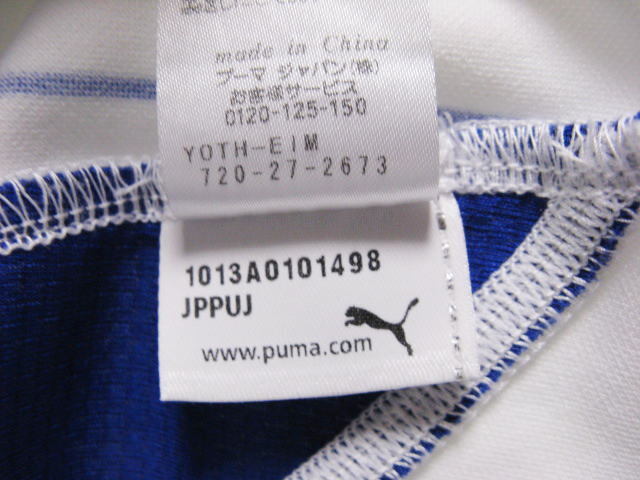 made in China
プーマ ジャパン(株)
お客様サービス
0120-125-150
YOTH-EIM
720-27-2673
1013A0101498
JPPUJ
www.puma.com